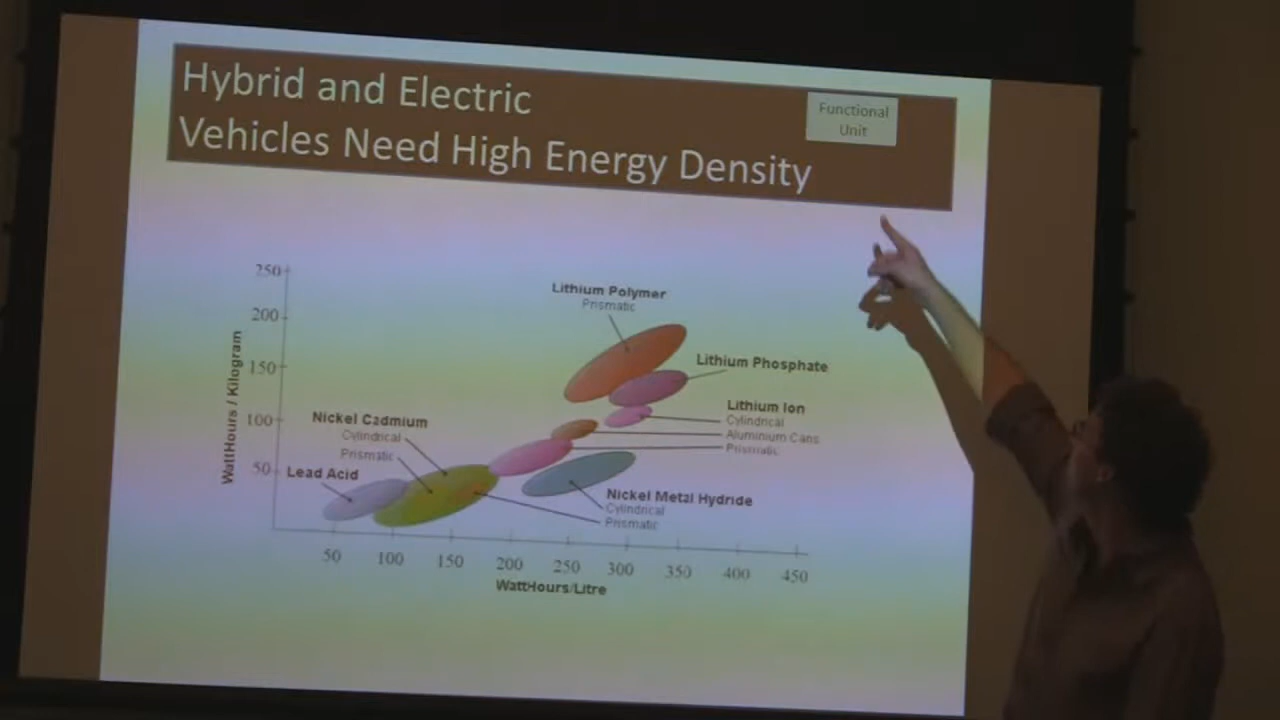 Hybrid and Electric
Vehicles Need High Energy Density
Functional
Unit
250
200
150
100
50
WattHours / Kilogram
Lithium Polymer
Prismatic
Lithium Phosphate
Lithium Ion
Cylindrical
Aluminium Cans
Prismatic
Nickel Cadmium
Cylindrical
Prismatic
Lead Acid
Nickel Metal Hydride
Cylindrical
Prismatic
50 100 150 200 250 300 350 400 450
WattHours/Litre